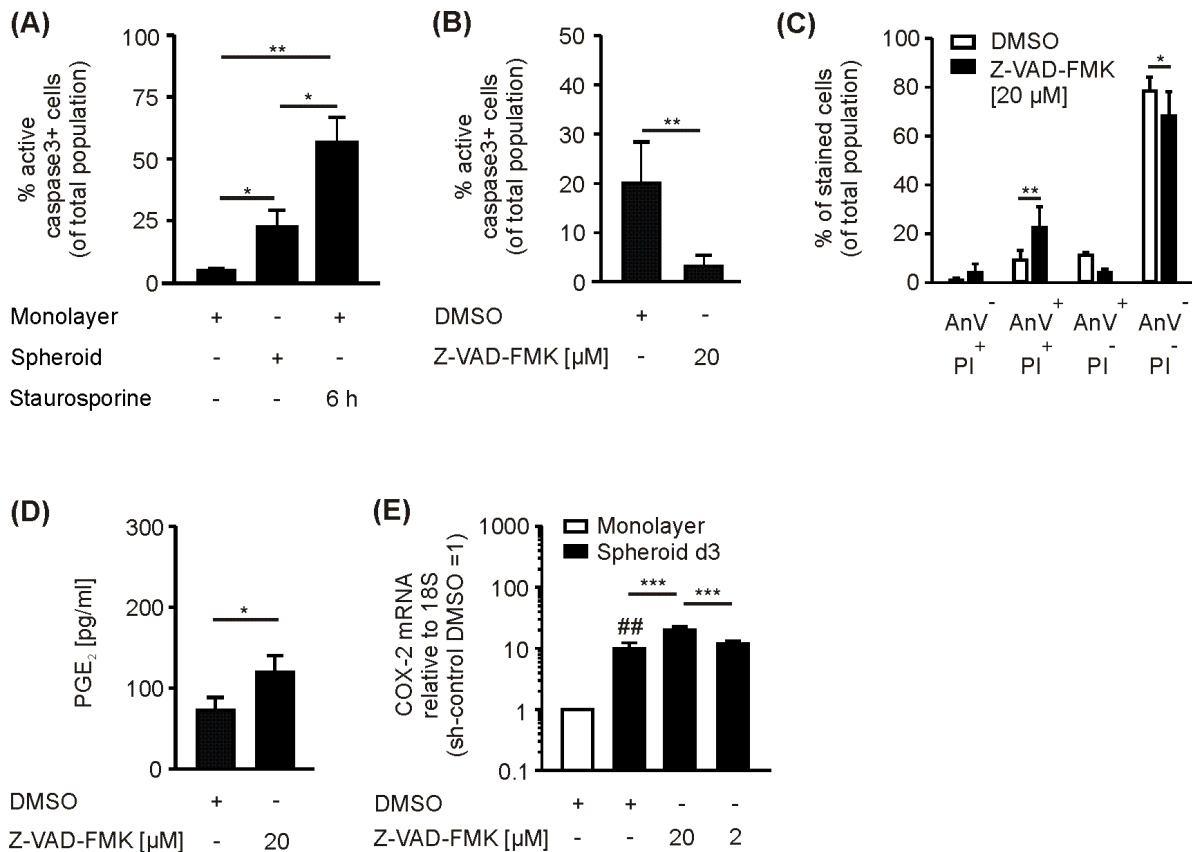 (A)
% active
caspase3+ cells
(of total population)
100
75
50
25
0
**
*
*
Monolayer + - +
Spheroid - + -
Staurosporine - - 6 h
(B)
% active
caspase3+ cells
(of total population)
50
40
30
20
10
0
**
DMSO + -
Z-VAD-FMK [µM] - 20
(C)
% of stained cells
(of total population)
100
80
60
40
20
0
DMSO
Z-VAD-FMK
[20 µM]
**
*
AnV- AnV+ AnV+ AnV-
PI+ PI+ PI- PI-
(D)
PGE2 [pg/ml]
300
200
100
0
*
DMSO + -
Z-VAD-FMK [µM] - 20
(E)
COX-2 mRNA
relative to 18S
(sh-control DMSO =1)
1000
100
10
1
0.1
Monolayer
Spheroid d3
*** ***
##
DMSO + + - -
Z-VAD-FMK [µM] - - 20 2